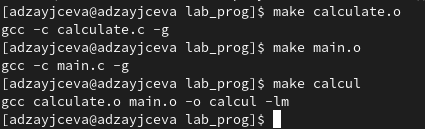 [adzayjceva@adzayjceva lab_prog]$ make calculate.o
gcc -c calculate.c -g
[adzayjceva@adzayjceva lab_prog]$ make main.o
gcc -c main.c -g
[adzayjceva@adzayjceva lab_prog]$ make calcul
gcc calculate.o main.o -o calcul -lm
[adzayjceva@adzayjceva lab_prog]$